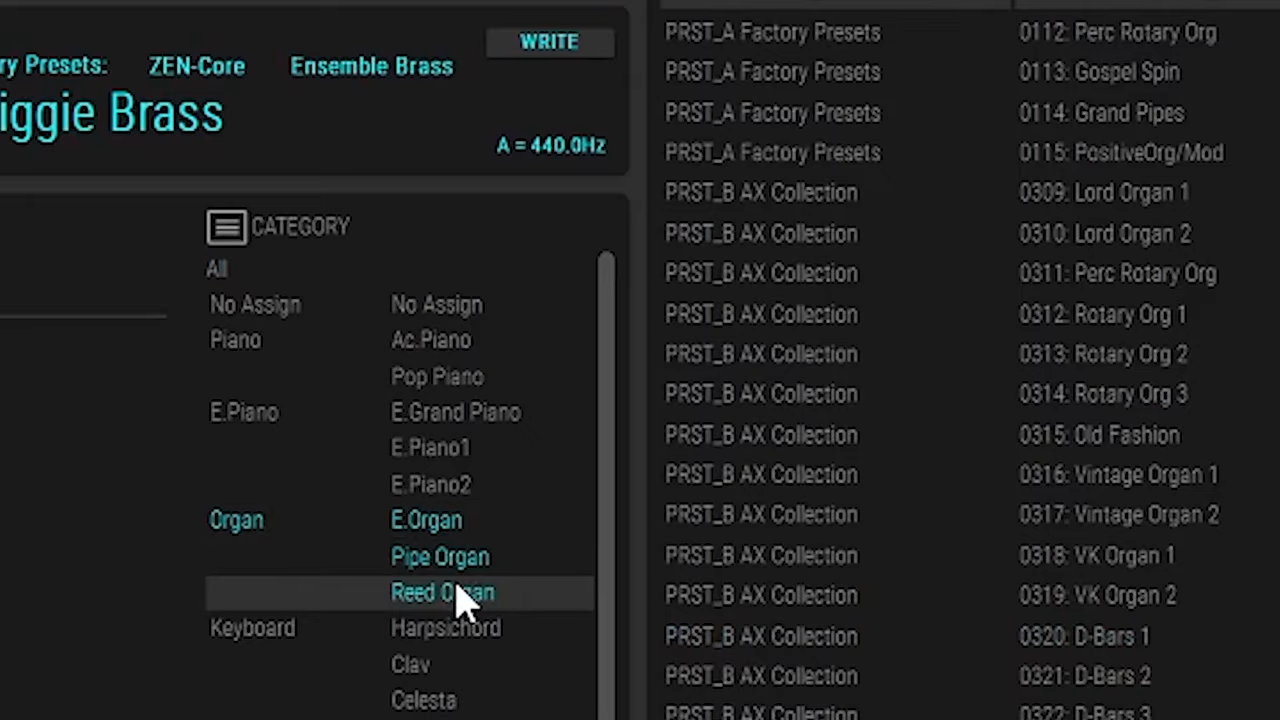 WRITE
ry Presets: ZEN-Core Ensemble Brass
iggie Brass
A = 440.0Hz
CATEGORY
All
No Assign No Assign
Piano Ac.Piano
Pop Piano
E.Piano E.Grand Piano
E.Piano1
E.Piano2
Organ E.Organ
Pipe Organ
Reed Organ
Keyboard Harpsichord
Clav
Celesta
PRST_A Factory Presets 0112: Perc Rotary Org
PRST_A Factory Presets 0113: Gospel Spin
PRST_A Factory Presets 0114: Grand Pipes
PRST_A Factory Presets 0115: PositiveOrg/Mod
PRST_B AX Collection 0309: Lord Organ 1
PRST_B AX Collection 0310: Lord Organ 2
PRST_B AX Collection 0311: Perc Rotary Org
PRST_B AX Collection 0312: Rotary Org 1
PRST_B AX Collection 0313: Rotary Org 2
PRST_B AX Collection 0314: Rotary Org 3
PRST_B AX Collection 0315: Old Fashion
PRST_B AX Collection 0316: Vintage Organ 1
PRST_B AX Collection 0317: Vintage Organ 2
PRST_B AX Collection 0318: VK Organ 1
PRST_B AX Collection 0319: VK Organ 2
PRST_B AX Collection 0320: D-Bars 1
PRST_B AX Collection 0321: D-Bars 2
PRST_B AX Collection 0322: D-Bars 3